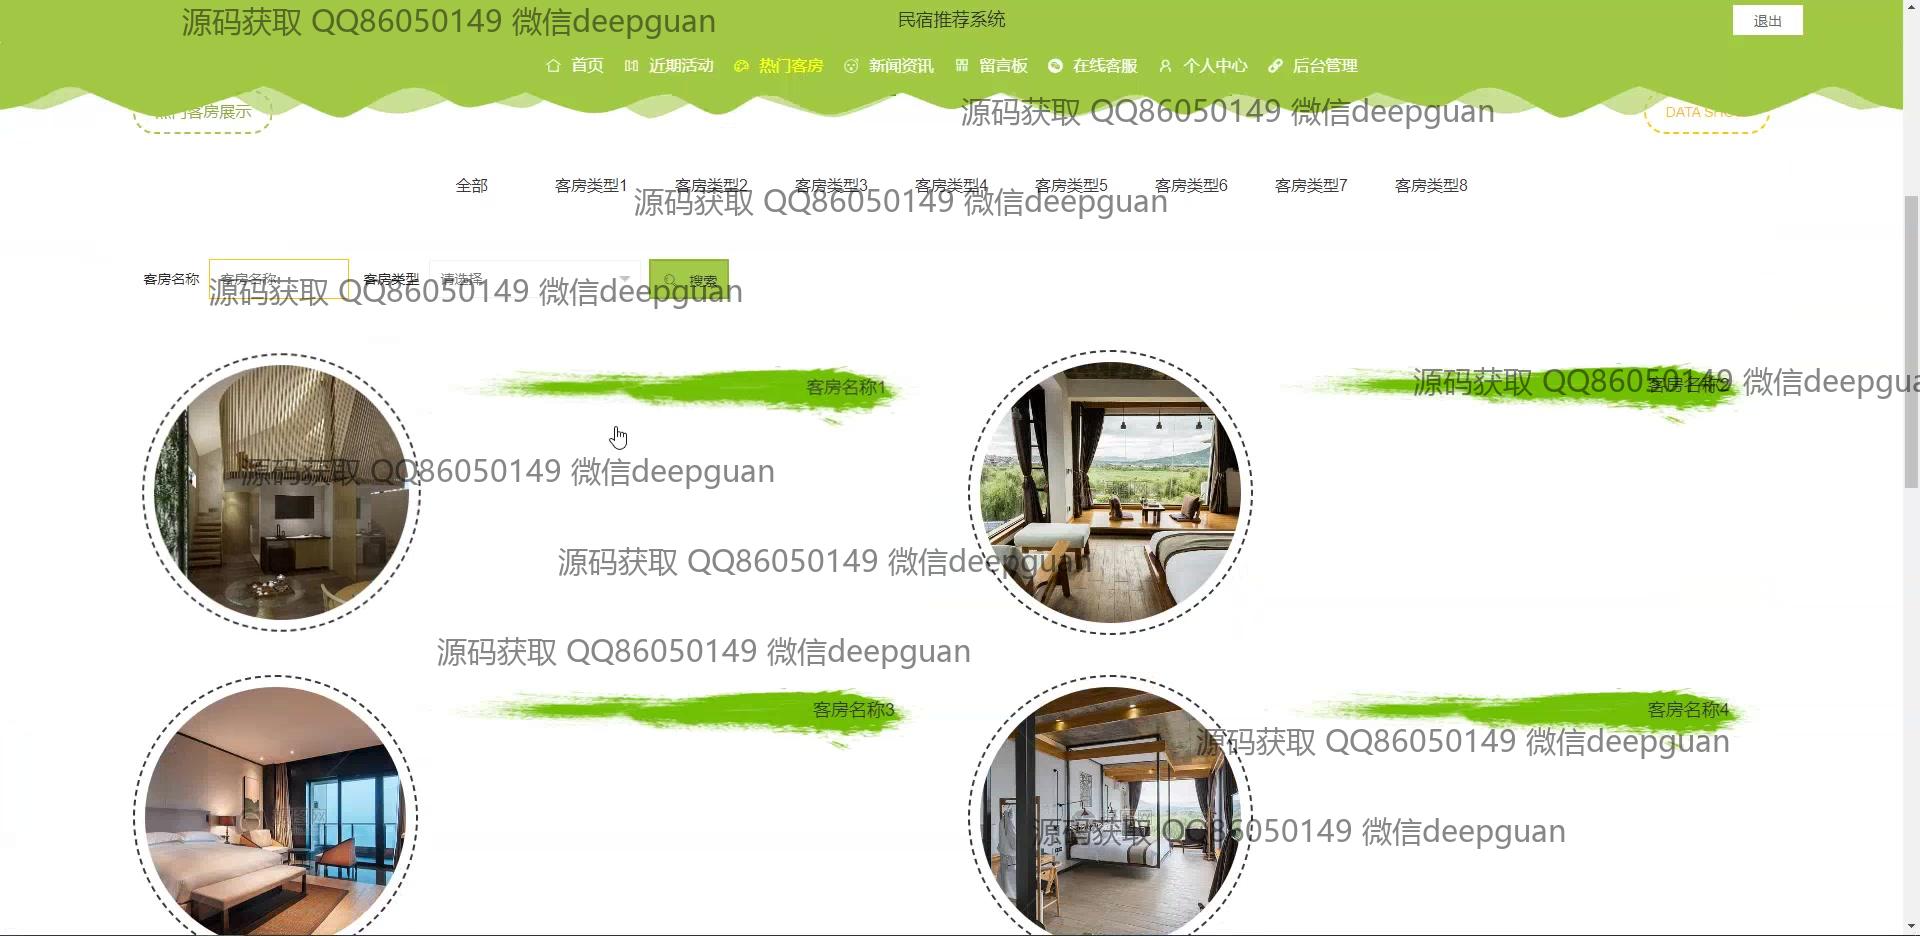 源码获取 QQ86050149 微信deepguan
民宿推荐系统
退出
首页 近期活动 热门客房 新闻资讯 留言板 在线客服 个人中心 后台管理
热门客房展示
源码获取 QQ86050149 微信deepguan
DATA SHOW
全部 客房类型1 客房类型2 客房类型3 客房类型4 客房类型5 客房类型6 客房类型7 客房类型8
源码获取 QQ86050149 微信deepguan
客房名称 客房名称 客房类型 请选择 搜索
源码获取 QQ86050149 微信deepguan
客房名称1
客房名称2
源码获取 QQ86050149 微信deepgua
源码获取 QQ86050149 微信deepguan
源码获取 QQ86050149 微信deepguan
源码获取 QQ86050149 微信deepguan
客房名称3
客房名称4
源码获取 QQ86050149 微信deepguan
源码获取 QQ86050149 微信deepguan